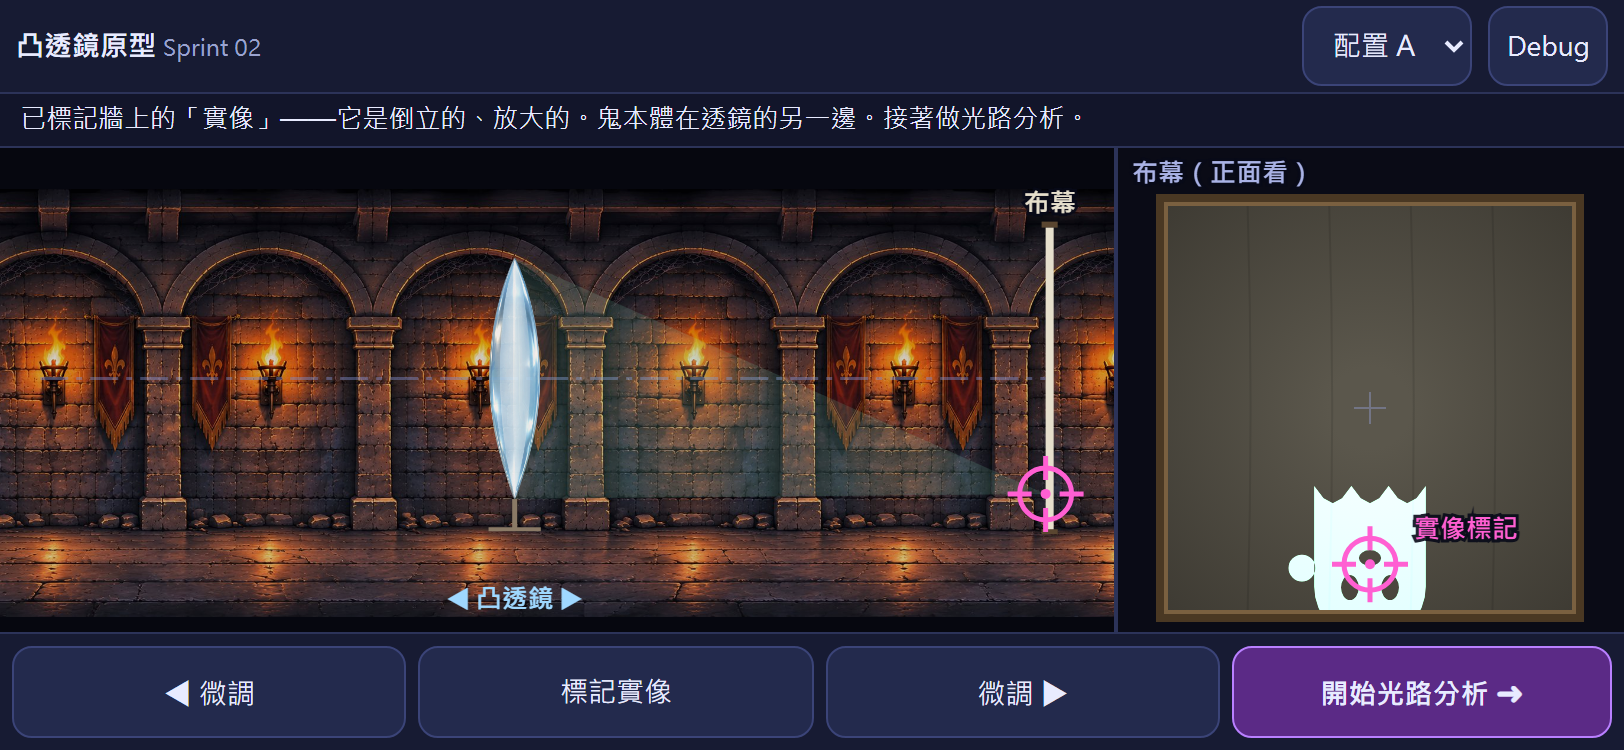 凸透鏡原型 Sprint 02
配置 A
Debug
已標記牆上的「實像」——它是倒立的、放大的。鬼本體在透鏡的另一邊。接著做光路分析。
布幕
布幕 ( 正面看 )
實像標記
◀ 凸透鏡 ▶
◀ 微調
標記實像
微調 ▶
開始光路分析 ➜